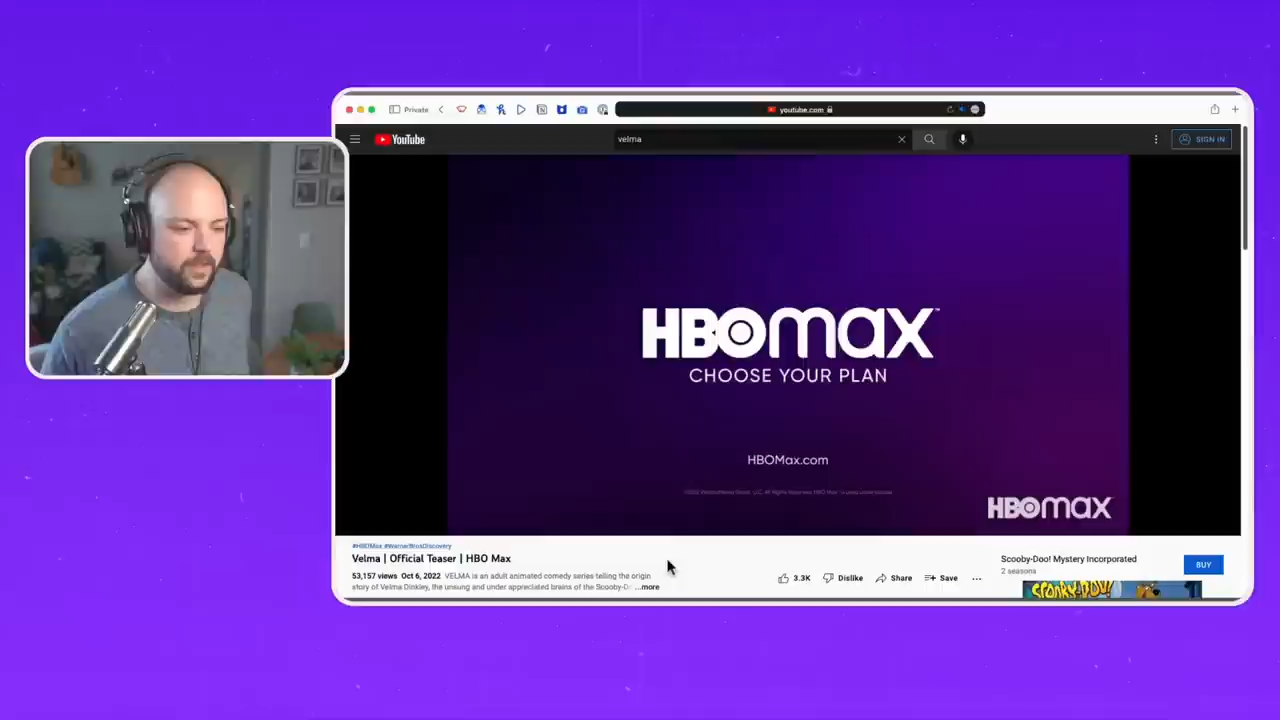 Private
youtube.com
YouTube
velma
SIGN IN
HBOMAX
CHOOSE YOUR PLAN
HBOMax.com
HBOMAX
#HBOMax #WarnerBrosDiscovery
Velma | Official Teaser | HBO Max
53,157 views Oct 6, 2022 VELMA is an adult animated comedy series telling the origin
story of Velma Dinkley, the unsung and under appreciated brains of the Scooby-D ...more
3.3K
Dislike
Share
Save
Scooby-Doo! Mystery Incorporated
2 seasons
BUY
SCOOBY-DOO!